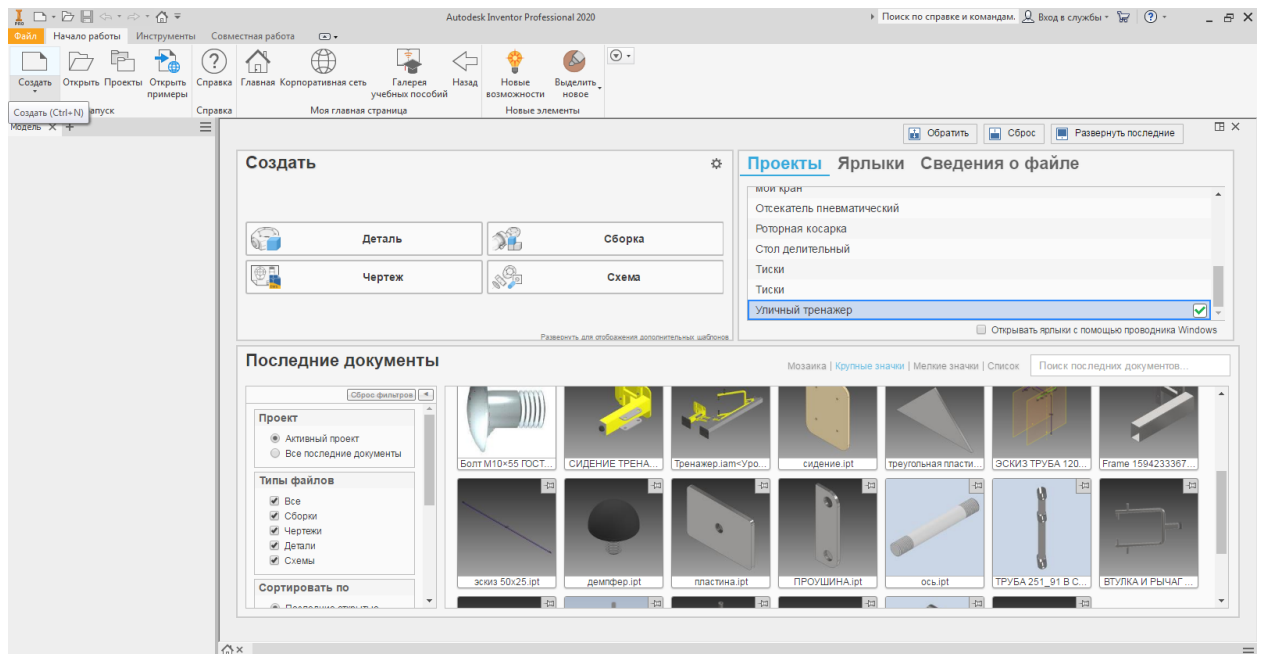 PRO
Autodesk Inventor Professional 2020
Поиск по справке и командам.
Вход в службы
Файл
Начало работы
Инструменты
Совместная работа
Создать
Открыть
Проекты
Открыть примеры
Справка
Главная
Корпоративная сеть
Галерея учебных пособий
Назад
Новые возможности
Выделить новое
Создать (Ctrl+N)
апуск
Справка
Моя главная страница
Новые элементы
Модель
Обратить
Сброс
Развернуть последние
Создать
Деталь
Сборка
Чертеж
Схема
Развернуть для отображения дополнительных шаблонов
Проекты
Ярлыки
Сведения о файле
Мой кран
Отсекатель пневматический
Роторная косарка
Стол делительный
Тиски
Тиски
Уличный тренажер
Открывать ярлыки с помощью проводника Windows
Последние документы
Мозаика | Крупные значки | Мелкие значки | Список
Поиск последних документов...
Сброс фильтров
Проект
Активный проект
Все последние документы
Типы файлов
Все
Сборки
Чертежи
Детали
Схемы
Сортировать по
Последние открытые
Болт М10×55 ГОСТ...
СИДЕНИЕ ТРЕНА...
Тренажер.iam<Уро...
сидение.ipt
треугольная пласти...
ЭСКИЗ ТРУБА 120...
Frame 1594233367...
эскиз 50x25.ipt
демпфер.ipt
пластина.ipt
ПРОУШИНА.ipt
ось.ipt
ТРУБА 251_91 В С...
ВТУЛКА И РЫЧАГ ...